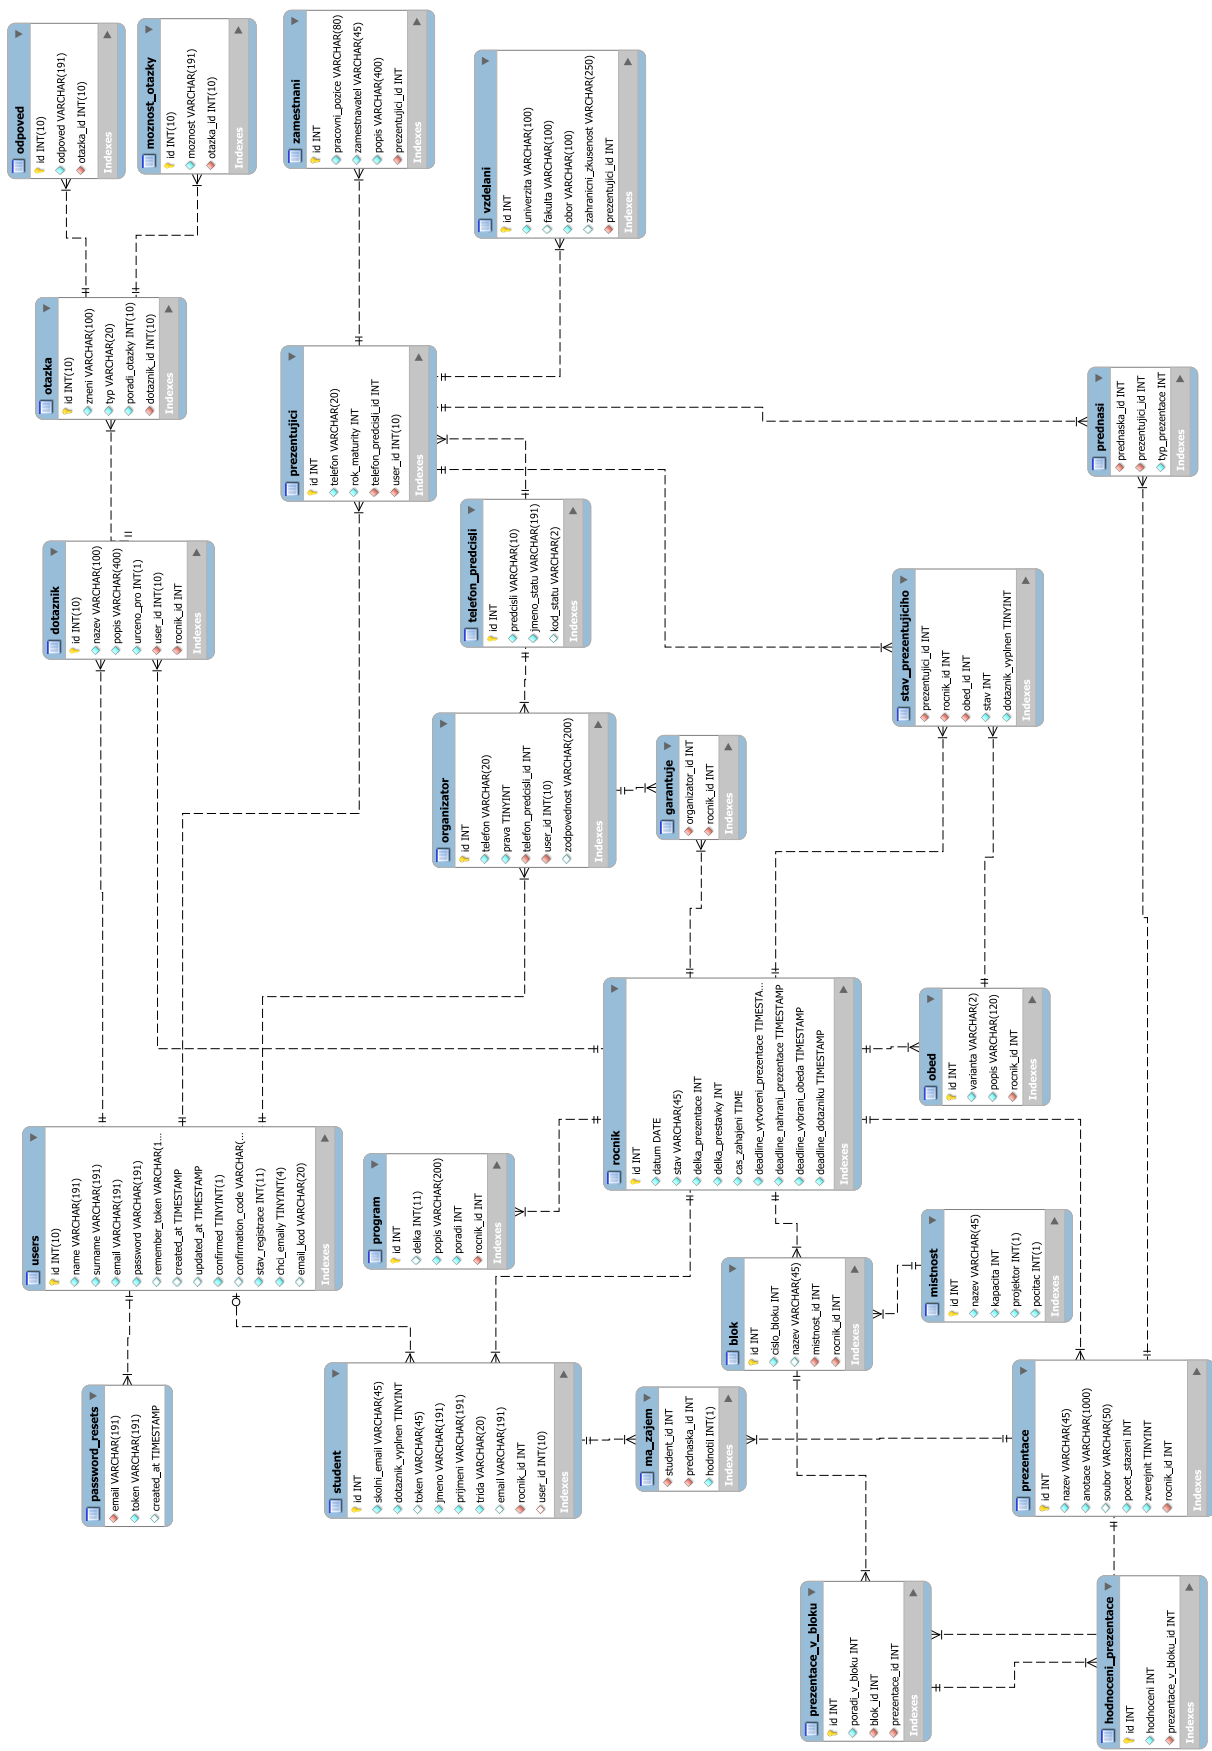 odpoved
id INT(10)
odpoved VARCHAR(191)
otazka_id INT(10)
Indexes
moznost_otazky
id INT(10)
moznost VARCHAR(191)
otazka_id INT(10)
Indexes
zamestnani
id INT
pracovni_pozice VARCHAR(80)
zamestnavatel VARCHAR(45)
popis VARCHAR(400)
prezentujici_id INT
Indexes
vzdelani
id INT
univerzita VARCHAR(100)
fakulta VARCHAR(100)
obor VARCHAR(100)
zahranicni_zkusenost VARCHAR(250)
prezentujici_id INT
Indexes
otazka
id INT(10)
zneni VARCHAR(100)
typ VARCHAR(20)
poradi_otazky INT(10)
dotaznik_id INT(10)
Indexes
prezentujici
id INT
telefon VARCHAR(20)
rok_maturity INT
telefon_predcisli_id INT
user_id INT(10)
Indexes
prednasi
prednaska_id INT
prezentujici_id INT
typ_prezentace INT
Indexes
dotaznik
id INT(10)
nazev VARCHAR(100)
popis VARCHAR(400)
urceno_pro INT(1)
user_id INT(10)
rocnik_id INT
Indexes
telefon_predcisli
id INT
predcisli VARCHAR(10)
jmeno_statu VARCHAR(191)
kod_statu VARCHAR(2)
Indexes
stav_prezentujiciho
prezentujici_id INT
rocnik_id INT
obed_id INT
stav INT
dotaznik_vyplnen TINYINT
Indexes
organizator
id INT
telefon VARCHAR(20)
prava TINYINT
telefon_predcisli_id INT
user_id INT(10)
zodpovednost VARCHAR(200)
Indexes
garantuje
organizator_id INT
rocnik_id INT
Indexes
users
id INT(10)
name VARCHAR(191)
surname VARCHAR(191)
email VARCHAR(191)
password VARCHAR(191)
remember_token VARCHAR(1...
created_at TIMESTAMP
updated_at TIMESTAMP
confirmed TINYINT(1)
confirmation_code VARCHAR(...
stav_registrace INT(11)
chci_emaily TINYINT(4)
email_kod VARCHAR(20)
Indexes
program
id INT
delka INT(11)
popis VARCHAR(200)
poradi INT
rocnik_id INT
Indexes
rocnik
id INT
datum DATE
stav VARCHAR(45)
delka_prezentace INT
delka_prestavky INT
cas_zahajeni TIME
deadline_vytvoreni_prezentace TIMESTA...
deadline_nahrani_prezentace TIMESTAMP
deadline_vybrani_obeda TIMESTAMP
deadline_dotazniku TIMESTAMP
Indexes
obed
id INT
varianta VARCHAR(2)
popis VARCHAR(120)
rocnik_id INT
Indexes
password_resets
email VARCHAR(191)
token VARCHAR(191)
created_at TIMESTAMP
Indexes
student
id INT
skolni_email VARCHAR(45)
dotaznik_vyplnen TINYINT
token VARCHAR(45)
jmeno VARCHAR(191)
prijmeni VARCHAR(191)
trida VARCHAR(20)
email VARCHAR(191)
rocnik_id INT
user_id INT(10)
Indexes
ma_zajem
student_id INT
prednaska_id INT
hodnotil INT(1)
Indexes
blok
id INT
cislo_bloku INT
nazev VARCHAR(45)
mistnost_id INT
rocnik_id INT
Indexes
mistnost
id INT
nazev VARCHAR(45)
kapacita INT
projektor INT(1)
pocitac INT(1)
Indexes
prezentace
id INT
nazev VARCHAR(45)
anotace VARCHAR(1000)
soubor VARCHAR(50)
pocet_stazeni INT
zverejnit TINYINT
rocnik_id INT
Indexes
prezentace_v_bloku
id INT
poradi_v_bloku INT
blok_id INT
prezentace_id INT
Indexes
hodnoceni_prezentace
id INT
hodnoceni INT
prezentace_v_bloku_id INT
Indexes